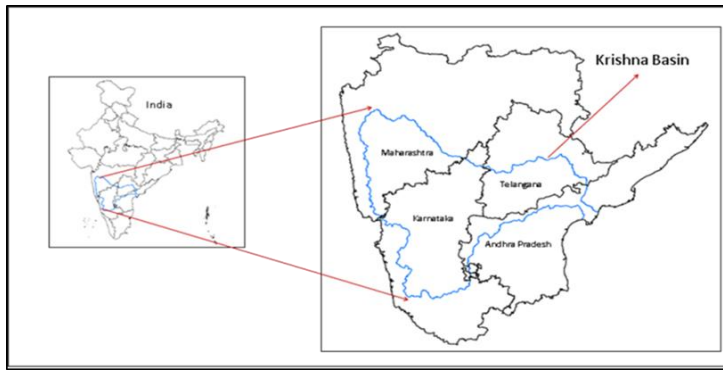 India
Krishna Basin
Maharashtra
Telangana
Karnataka
Andhra Pradesh